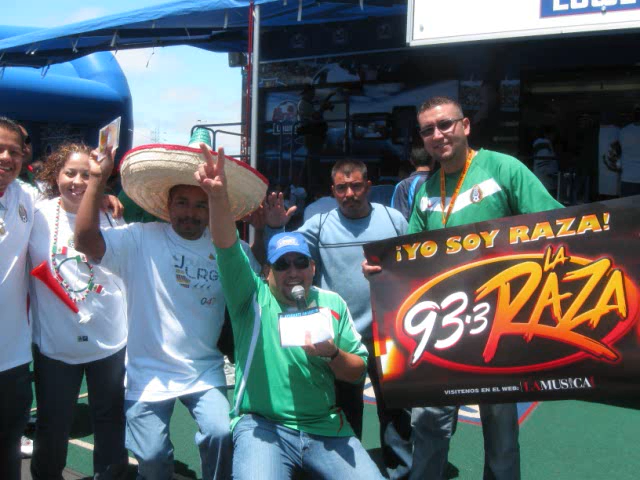 ¡YO SOY RAZA!
93.3
LA
RAZA
VISITENOS EN EL WEB: LAMUSICA